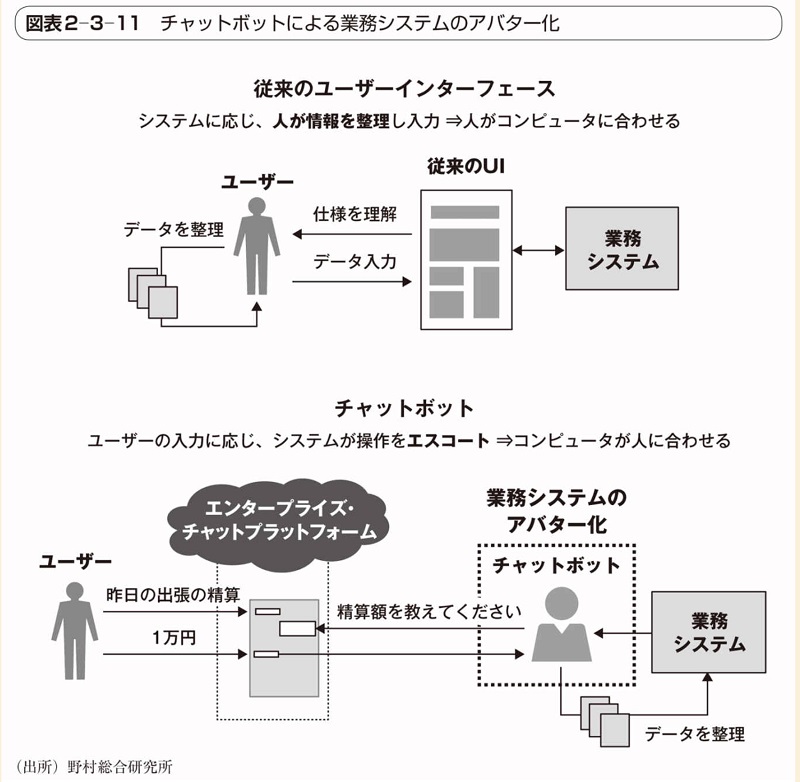 図表2-3-11 チャットボットによる業務システムのアバター化
従来のユーザーインターフェース
システムに応じ、人が情報を整理し入力 ⇒人がコンピュータに合わせる
従来のUI
ユーザー
仕様を理解
データを整理
データ入力
業務
システム
チャットボット
ユーザーの入力に応じ、システムが操作をエスコート ⇒コンピュータが人に合わせる
エンタープライズ・
チャットプラットフォーム
業務システムの
アバター化
ユーザー
チャットボット
昨日の出張の精算
精算額を教えてください
1万円
業務
システム
データを整理
(出所)野村総合研究所